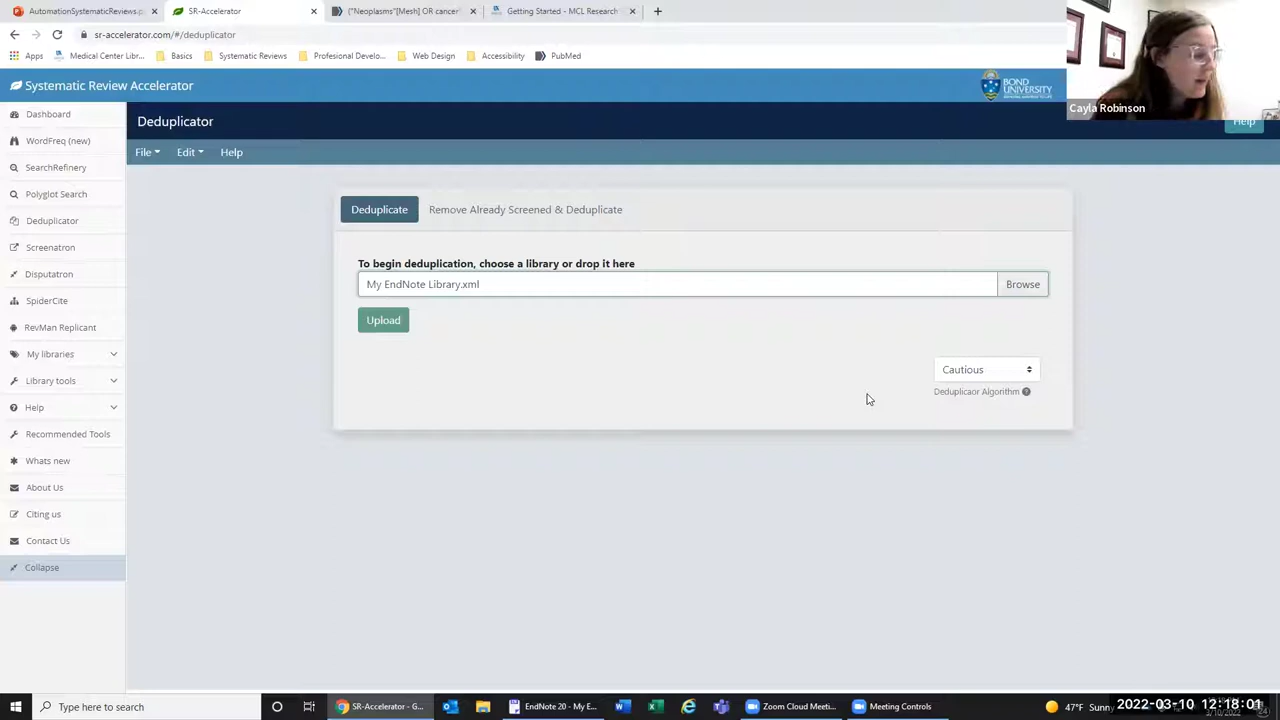 AutomationSystematicReviews.p
SR-Accelerator
("Neoplasms"[Mesh] OR cancer
Getting Started - MCL Research
sr-accelerator.com/#/deduplicator
Apps
Medical Center Libr...
Basics
Systematic Reviews
Profesional Develo...
Web Design
Accessibility
PubMed
Systematic Review Accelerator
BOND UNIVERSITY
Cayla Robinson
Dashboard
Deduplicator
Help
WordFreq (new)
File
Edit
Help
SearchRefinery
Polyglot Search
Deduplicator
Screenatron
Disputatron
SpiderCite
RevMan Replicant
My libraries
Library tools
Help
Recommended Tools
Whats new
About Us
Citing us
Contact Us
Collapse
Deduplicate
Remove Already Screened & Deduplicate
To begin deduplication, choose a library or drop it here
My EndNote Library.xml
Browse
Upload
Cautious
Deduplicaor Algorithm
Type here to search
SR-Accelerator - G...
EndNote 20 - My E...
Zoom Cloud Meeti...
Meeting Controls
47°F Sunny
2022-03-10 12:18:01